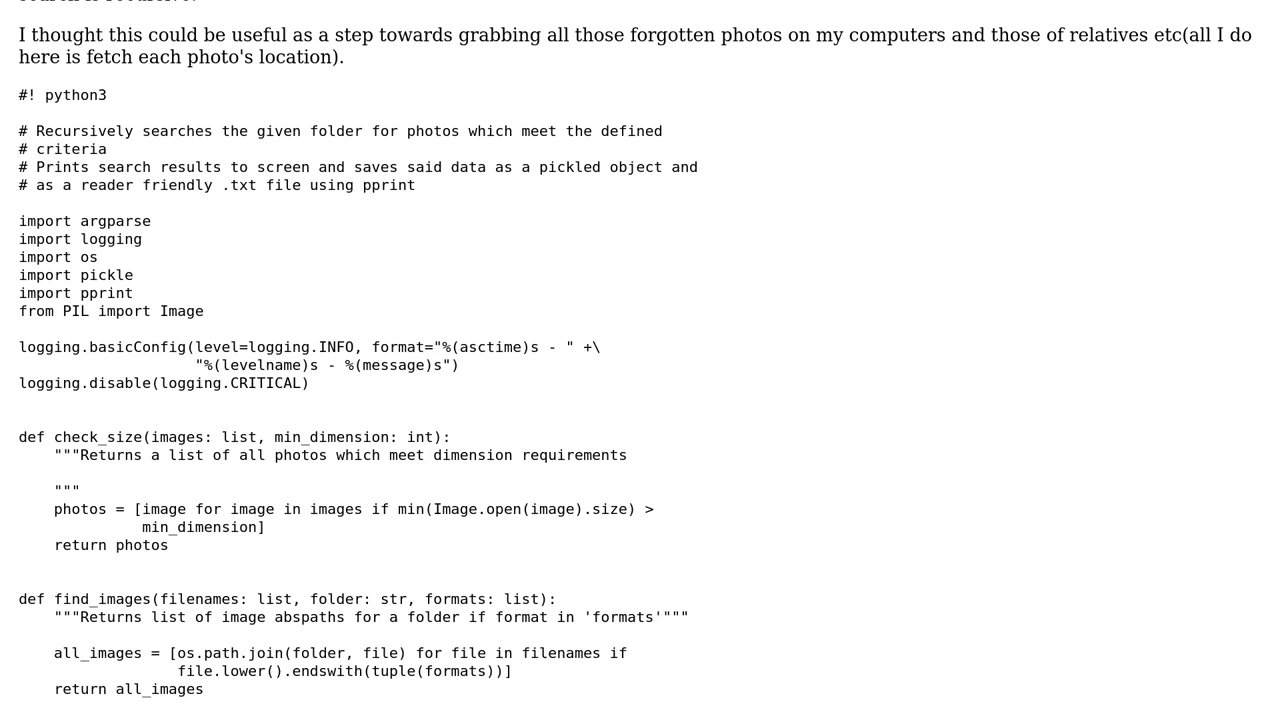 I thought this could be useful as a step towards grabbing all those forgotten photos on my computers and those of relatives etc(all I do
here is fetch each photo's location).
#! python3
# Recursively searches the given folder for photos which meet the defined
# criteria
# Prints search results to screen and saves said data as a pickled object and
# as a reader friendly .txt file using pprint
import argparse
import logging
import os
import pickle
import pprint
from PIL import Image
logging.basicConfig(level=logging.INFO, format="%(asctime)s - " +\
                    "%(levelname)s - %(message)s")
logging.disable(logging.CRITICAL)
def check_size(images: list, min_dimension: int):
    """Returns a list of all photos which meet dimension requirements
    """
    photos = [image for image in images if min(Image.open(image).size) >
              min_dimension]
    return photos
def find_images(filenames: list, folder: str, formats: list):
    """Returns list of image abspaths for a folder if format in 'formats'"""
    all_images = [os.path.join(folder, file) for file in filenames if
                  file.lower().endswith(tuple(formats))]
    return all_images